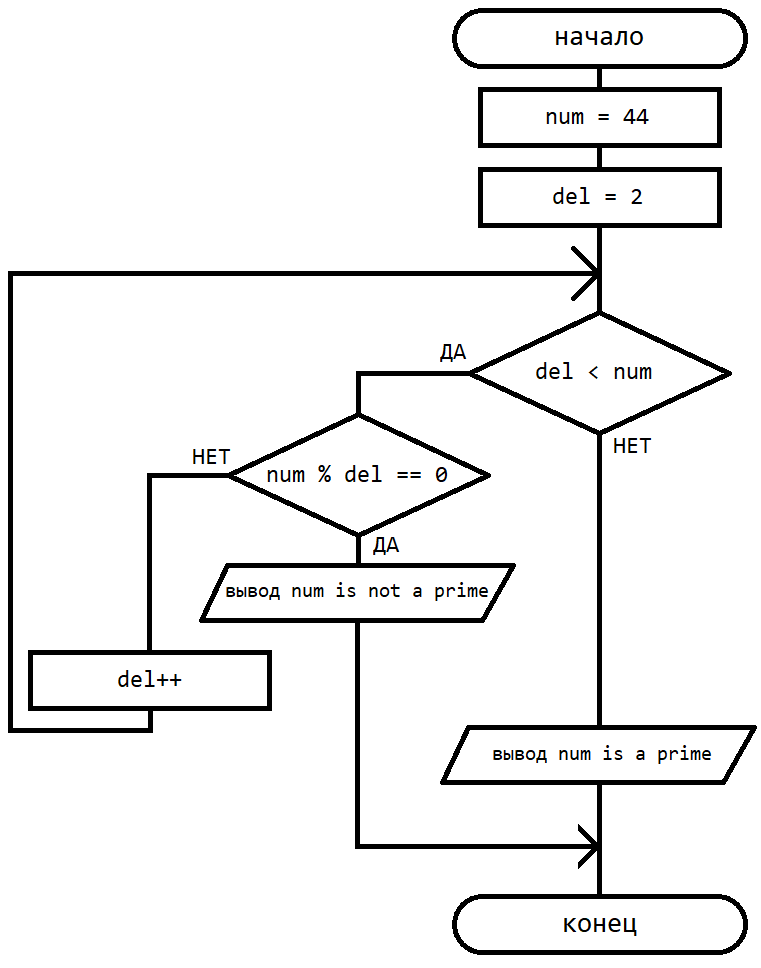 начало
num = 44
del = 2
ДА
del < num
НЕТ
НЕТ
num % del == 0
ДА
вывод num is not a prime
del++
вывод num is a prime
конец